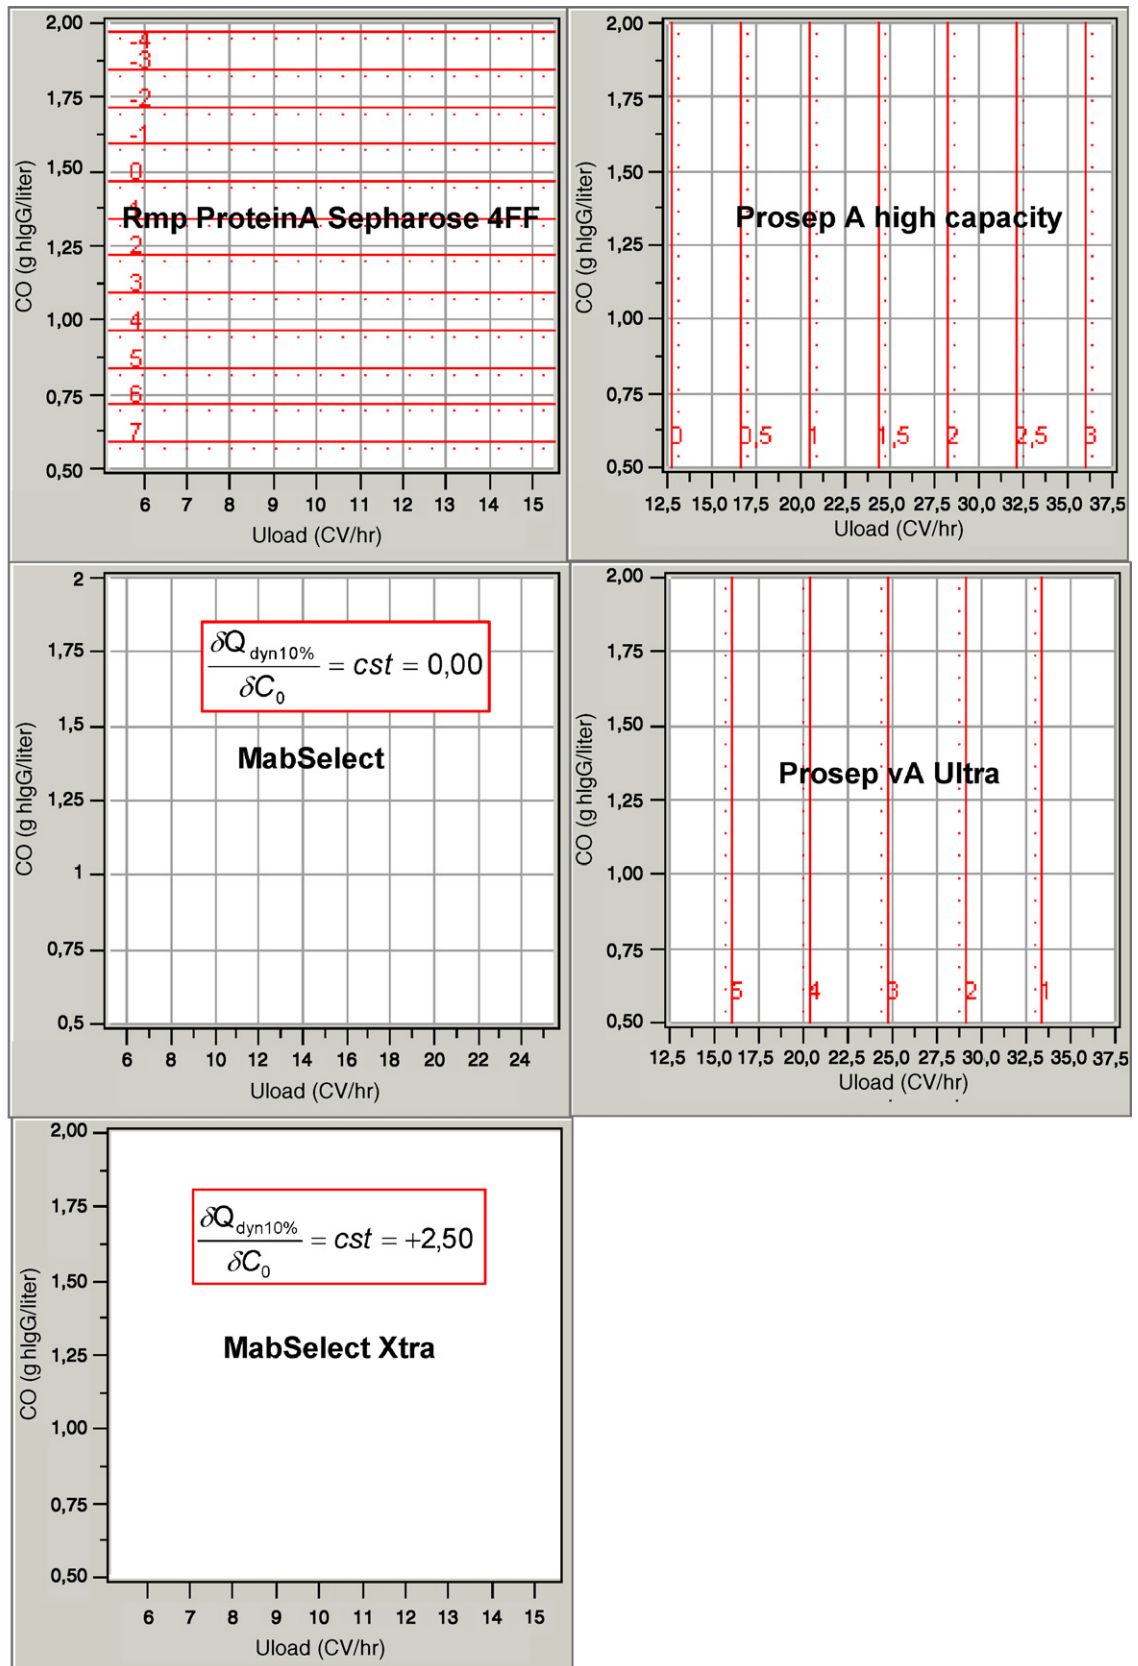 2,00
1,75
1,50
1,25
1,00
0,75
0,50
CO (g hIgG/liter)
-4
-3
-2
-1
0
1
2
3
4
5
6
7
Rmp ProteinA Sepharose 4FF
6 7 8 9 10 11 12 13 14 15
Uload (CV/hr)
2,00
1,75
1,50
1,25
1,00
0,75
0,50
CO (g hIgG/liter)
Prosep A high capacity
0 0,5 1 1,5 2 2,5 3
12,5 15,0 17,5 20,0 22,5 25,0 27,5 30,0 32,5 35,0 37,5
Uload (CV/hr)
2
1,75
1,5
1,25
1
0,75
0,5
CO (g hIgG/liter)
δQdyn10% / δC0 = cst = 0,00
MabSelect
6 8 10 12 14 16 18 20 22 24
Uload (CV/hr)
2,00
1,75
1,50
1,25
1,00
0,75
0,50
CO (g hIgG/liter)
Prosep vA Ultra
5 4 3 2 1
12,5 15,0 17,5 20,0 22,5 25,0 27,5 30,0 32,5 35,0 37,5
Uload (CV/hr)
2,00
1,75
1,50
1,25
1,00
0,75
0,50
CO (g hIgG/liter)
δQdyn10% / δC0 = cst = +2,50
MabSelect Xtra
6 7 8 9 10 11 12 13 14 15
Uload (CV/hr)